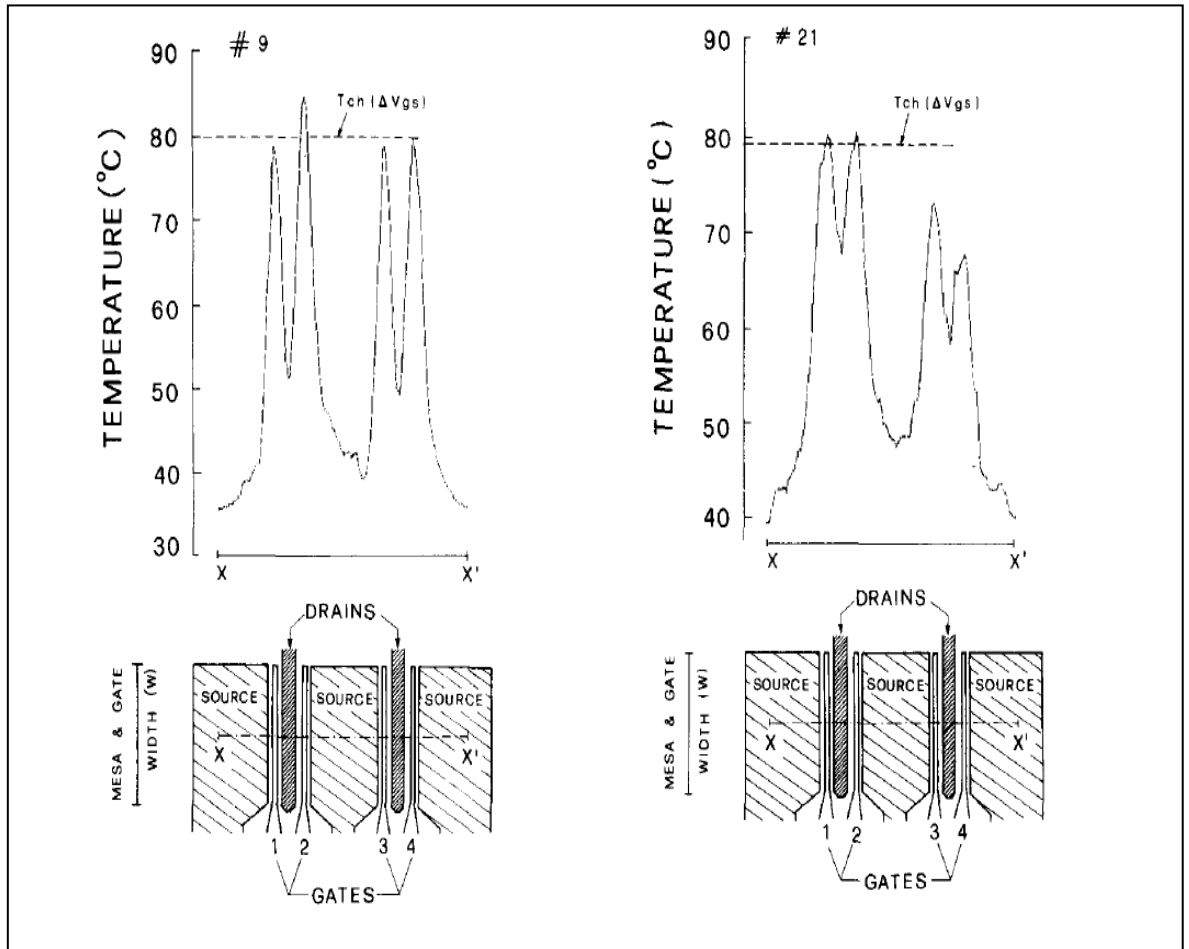 # 9
90
80
70
60
50
40
30
TEMPERATURE (°C)
Tch (ΔVgs)
X X'
DRAINS
MESA & GATE
WIDTH (W)
SOURCE SOURCE SOURCE
X X'
1 2 3 4
GATES
# 21
90
80
70
60
50
40
TEMPERATURE (°C)
Tch (ΔVgs)
X X'
DRAINS
MESA & GATE
WIDTH (W)
SOURCE SOURCE SOURCE
X X'
1 2 3 4
GATES